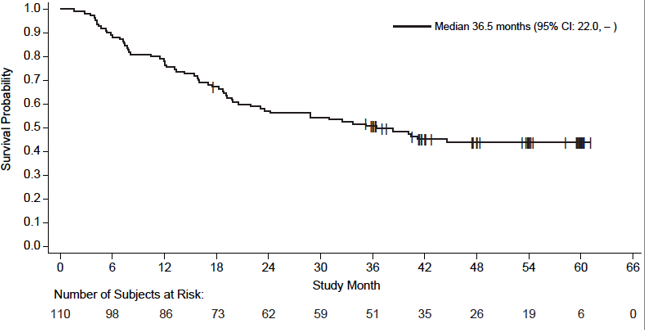 Median 36.5 months (95% CI: 22.0, – )
Survival Probability
1.0
0.9
0.8
0.7
0.6
0.5
0.4
0.3
0.2
0.1
0.0
0 6 12 18 24 30 36 42 48 54 60 66
Study Month
Number of Subjects at Risk:
110 98 86 73 62 59 51 35 26 19 6 0